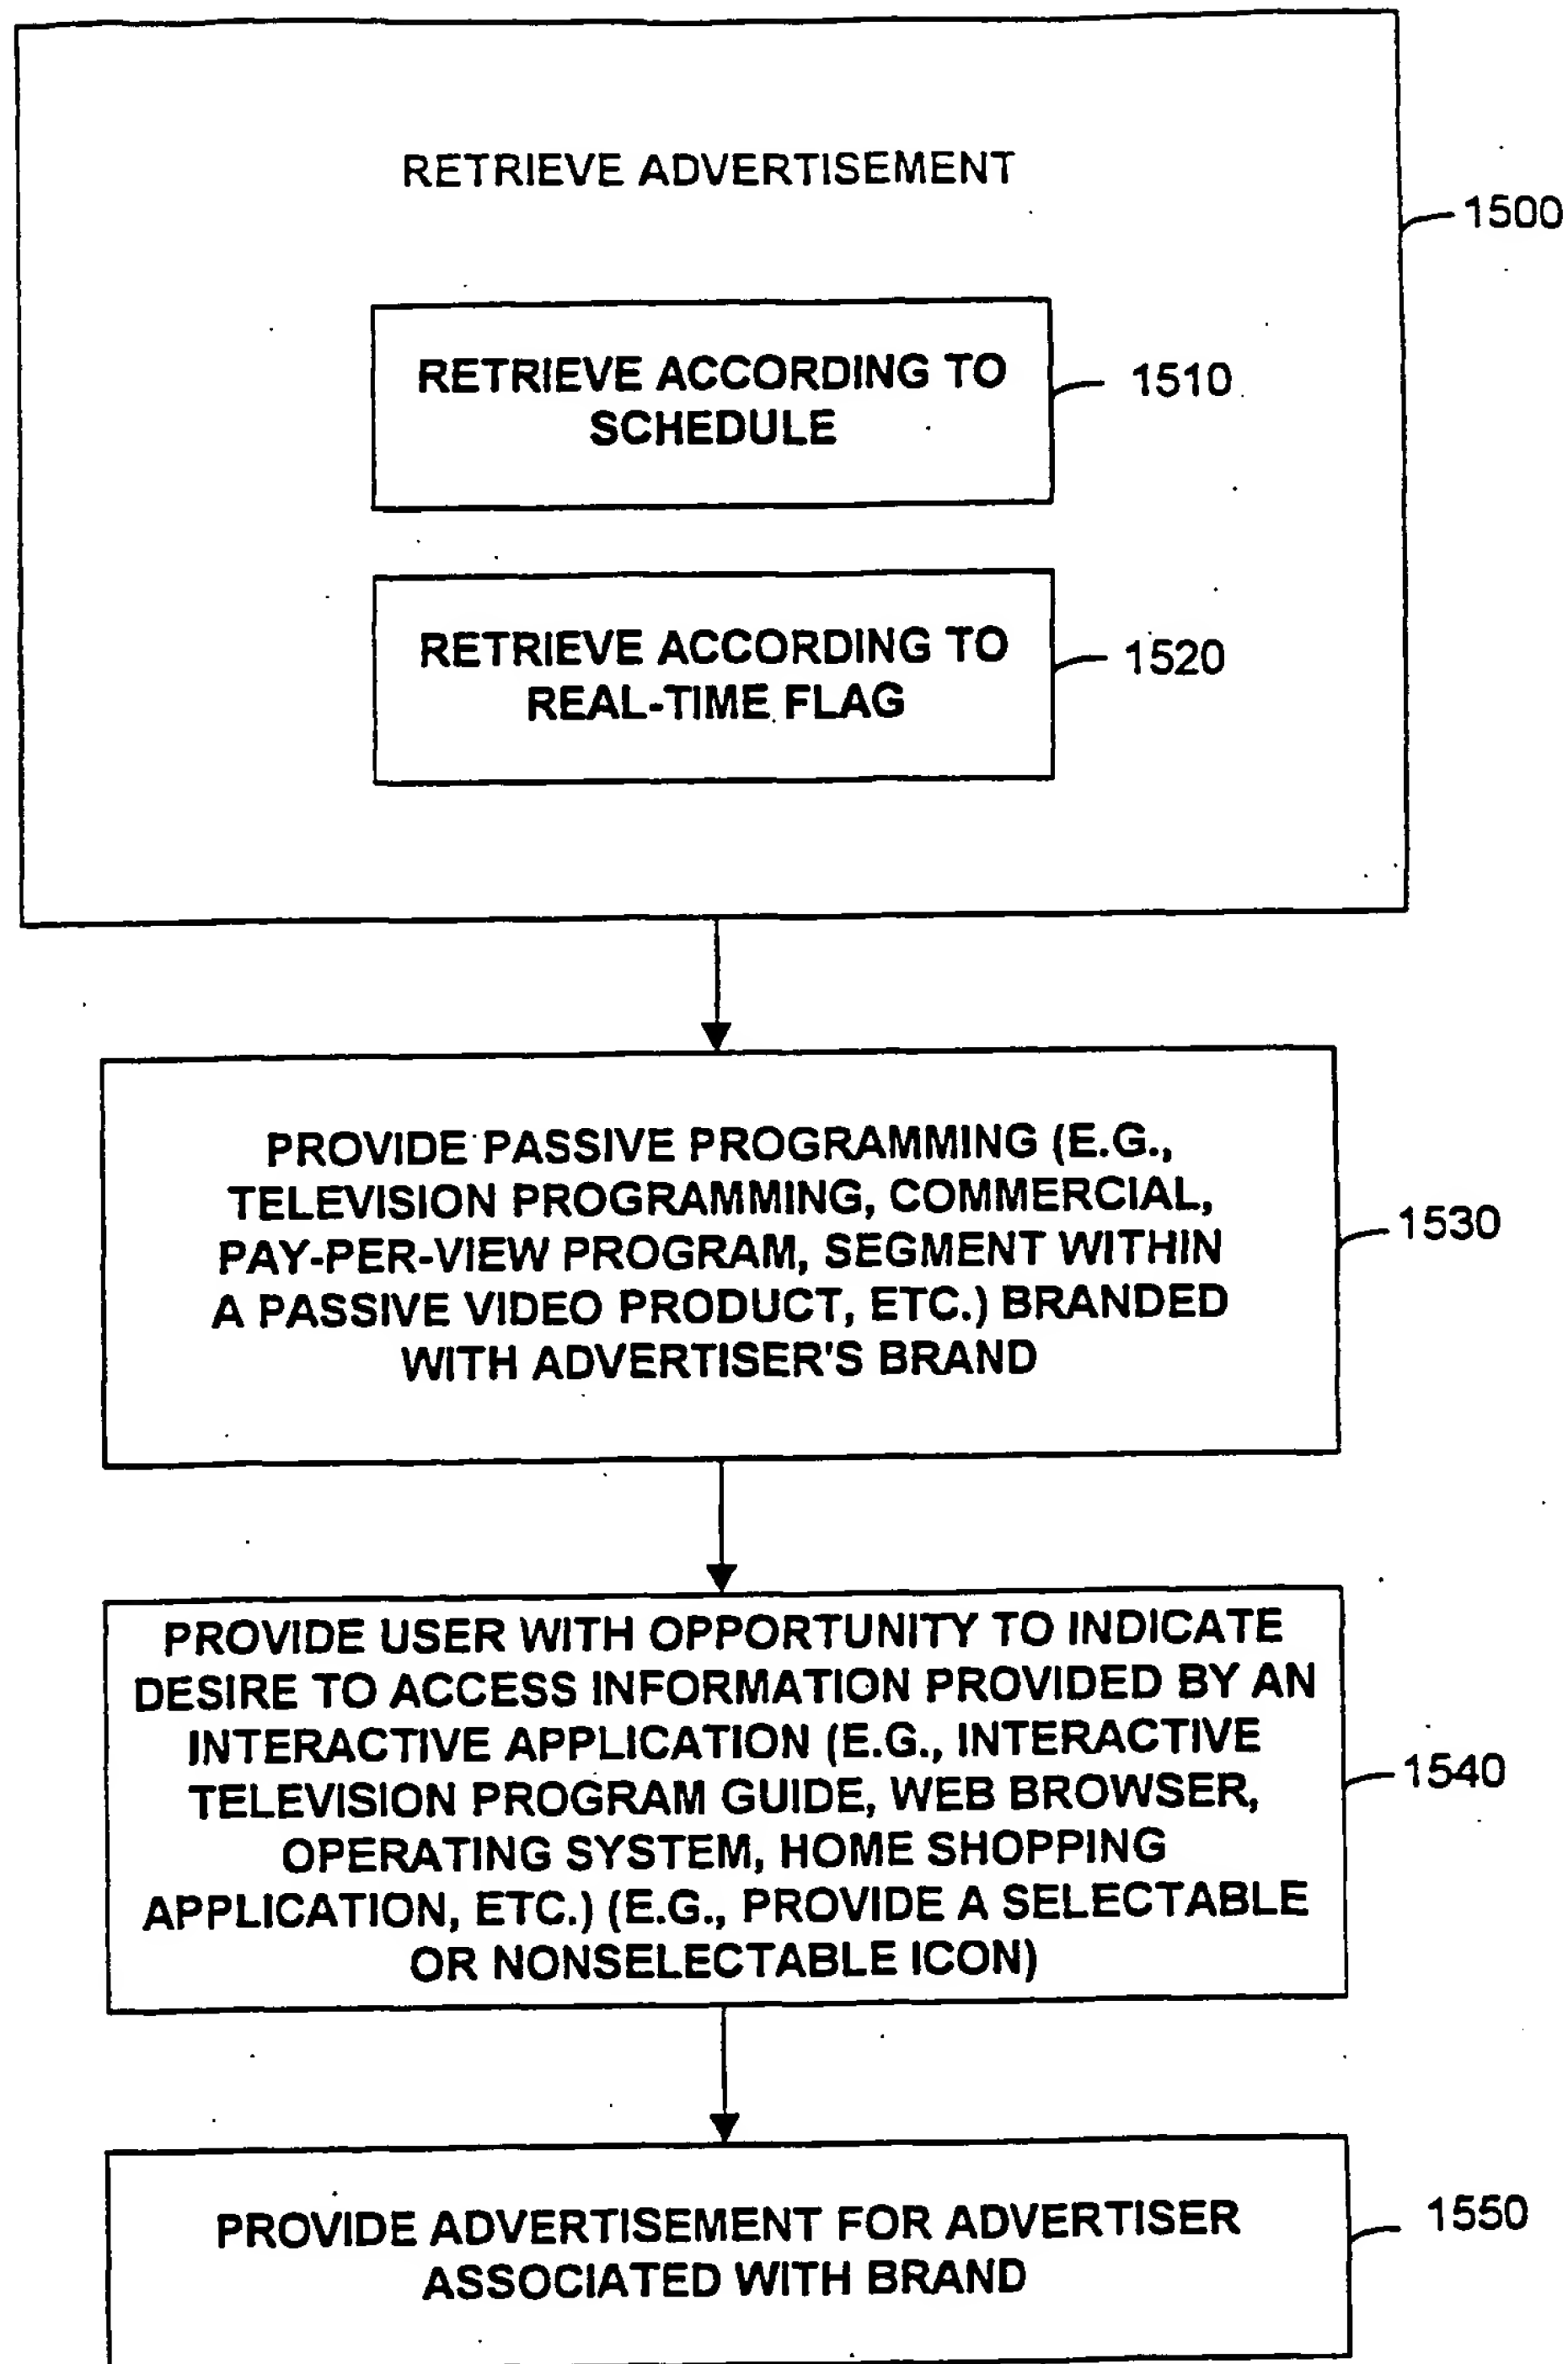 RETRIEVE ADVERTISEMENT
1500
RETRIEVE ACCORDING TO
SCHEDULE
1510
RETRIEVE ACCORDING TO
REAL-TIME FLAG
1520
PROVIDE PASSIVE PROGRAMMING (E.G.,
TELEVISION PROGRAMMING, COMMERCIAL,
PAY-PER-VIEW PROGRAM, SEGMENT WITHIN
A PASSIVE VIDEO PRODUCT, ETC.) BRANDED
WITH ADVERTISER'S BRAND
1530
PROVIDE USER WITH OPPORTUNITY TO INDICATE
DESIRE TO ACCESS INFORMATION PROVIDED BY AN
INTERACTIVE APPLICATION (E.G., INTERACTIVE
TELEVISION PROGRAM GUIDE, WEB BROWSER,
OPERATING SYSTEM, HOME SHOPPING
APPLICATION, ETC.) (E.G., PROVIDE A SELECTABLE
OR NONSELECTABLE ICON)
1540
PROVIDE ADVERTISEMENT FOR ADVERTISER
ASSOCIATED WITH BRAND
1550